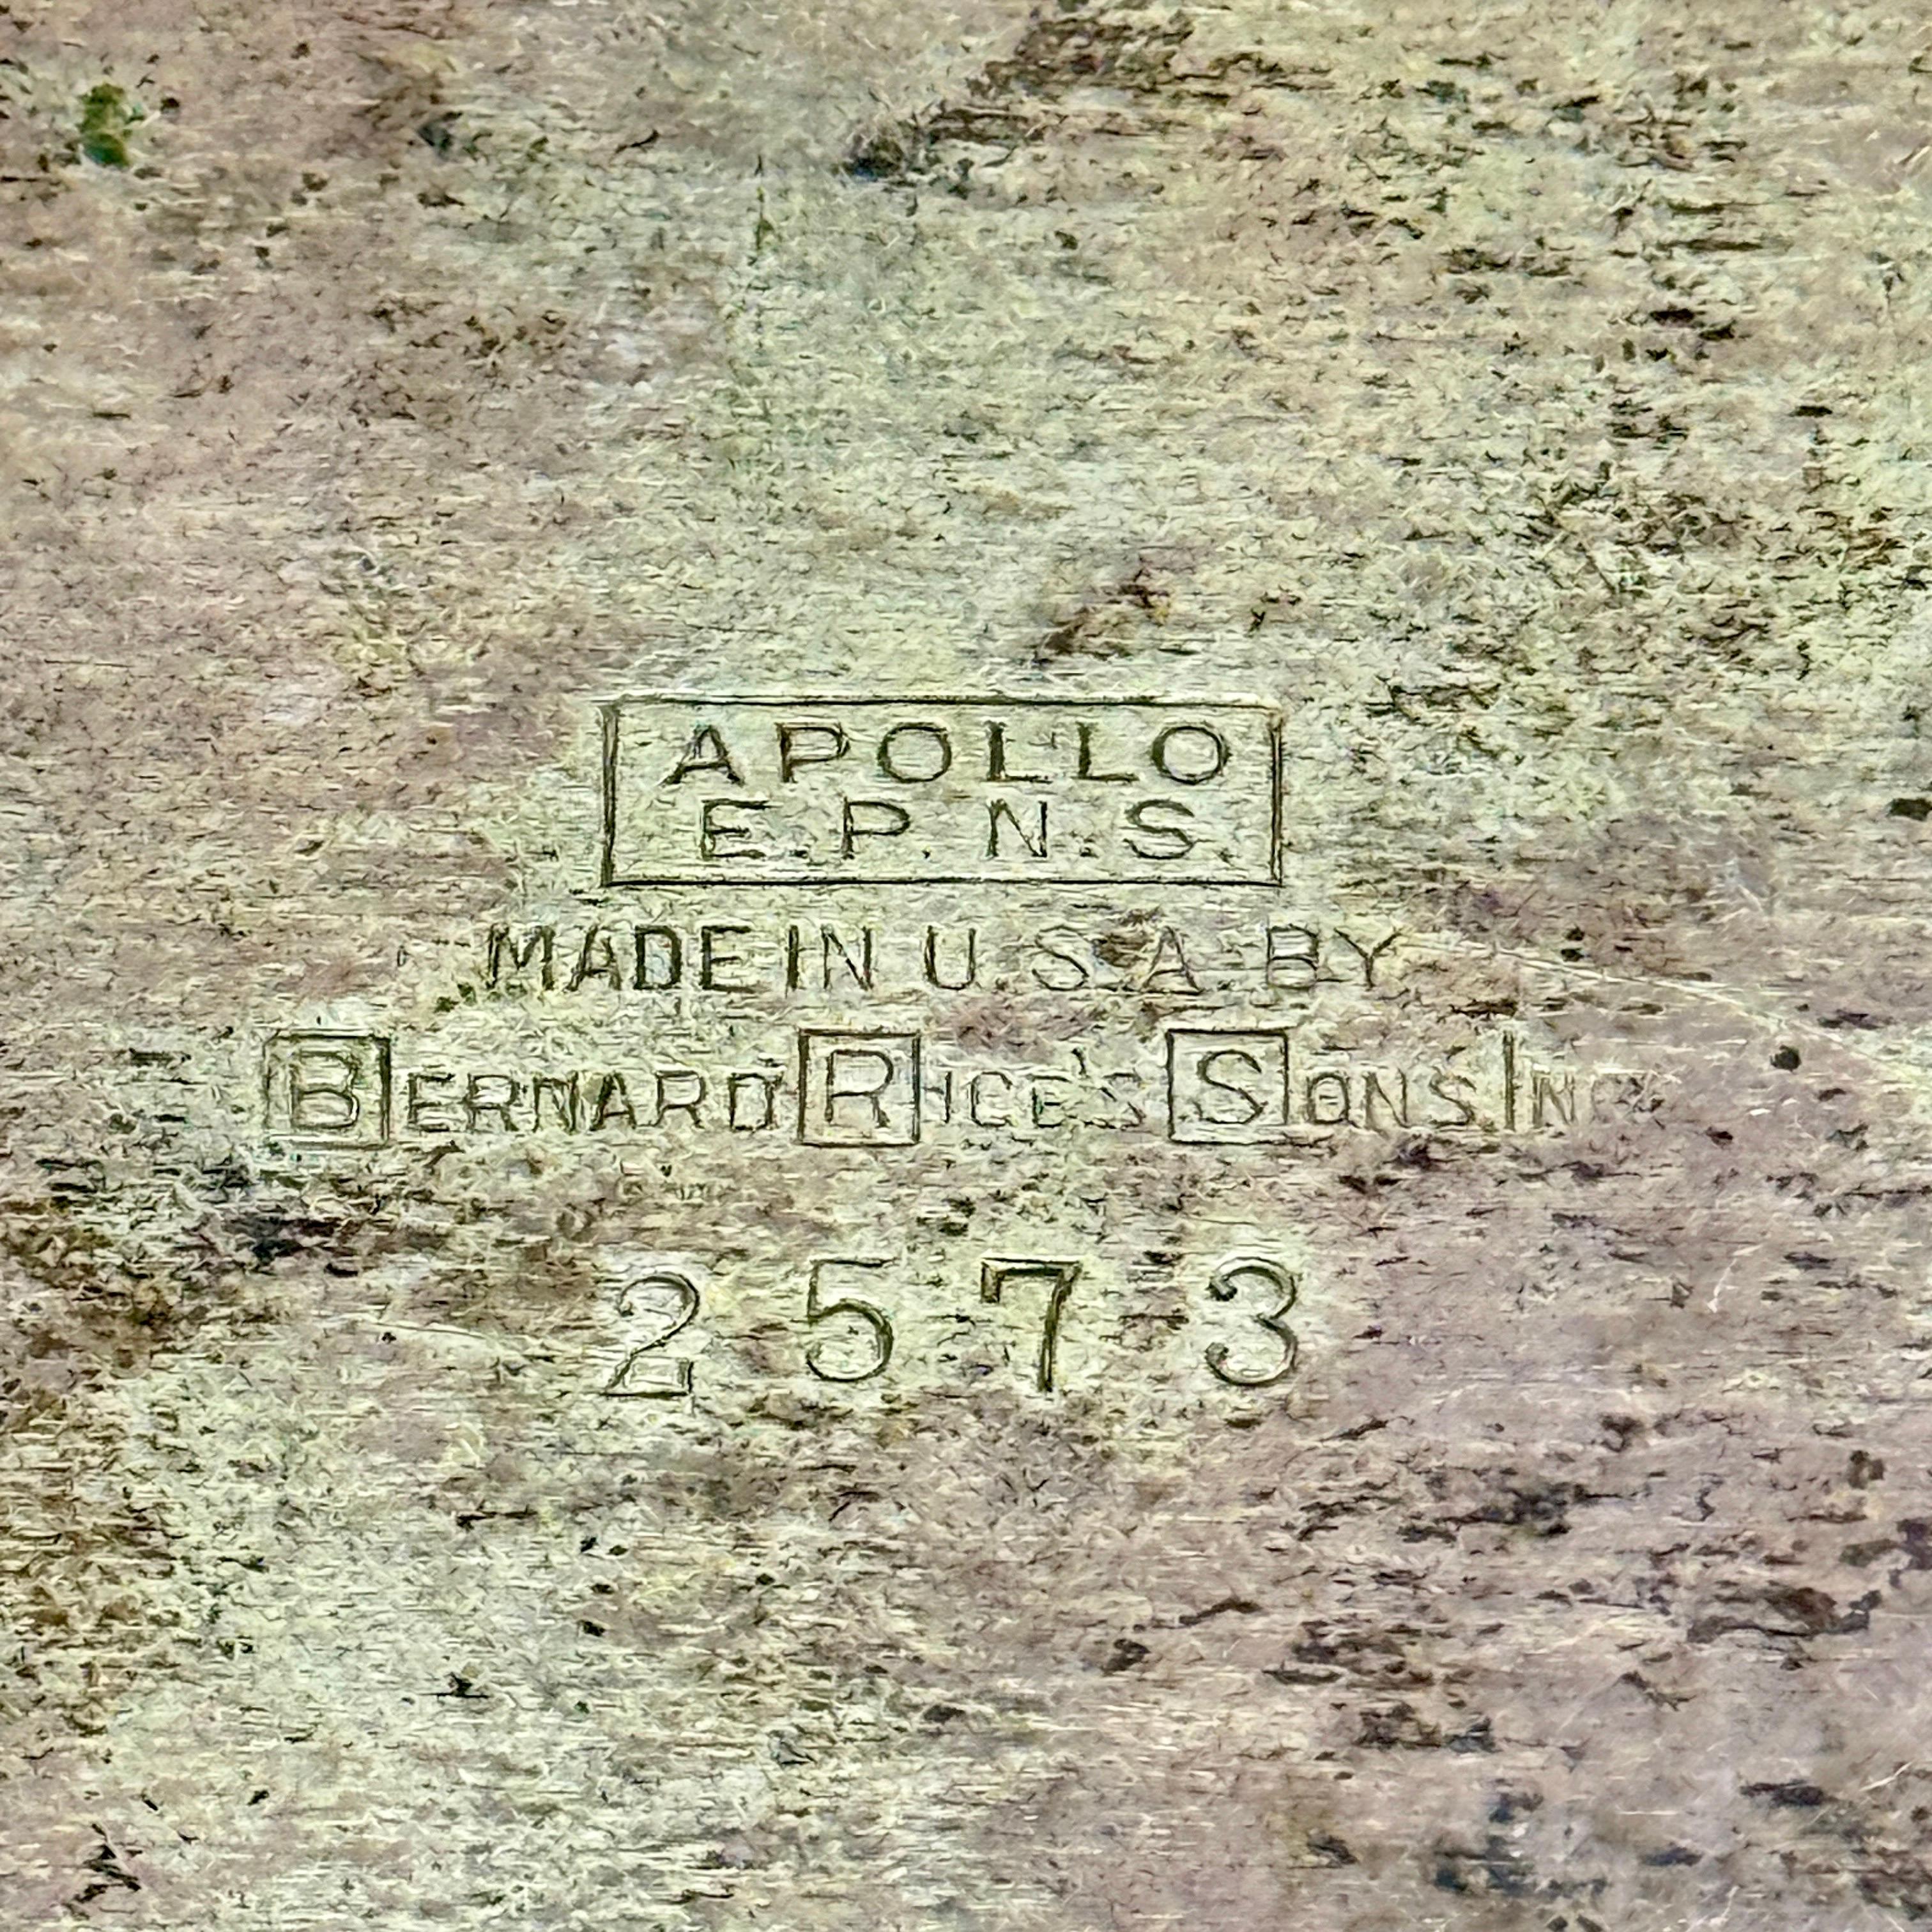 APOLLO
E.P.N.S.
MADE IN U.S.A. BY
BERNARD RICE'S SONS INC.
2573